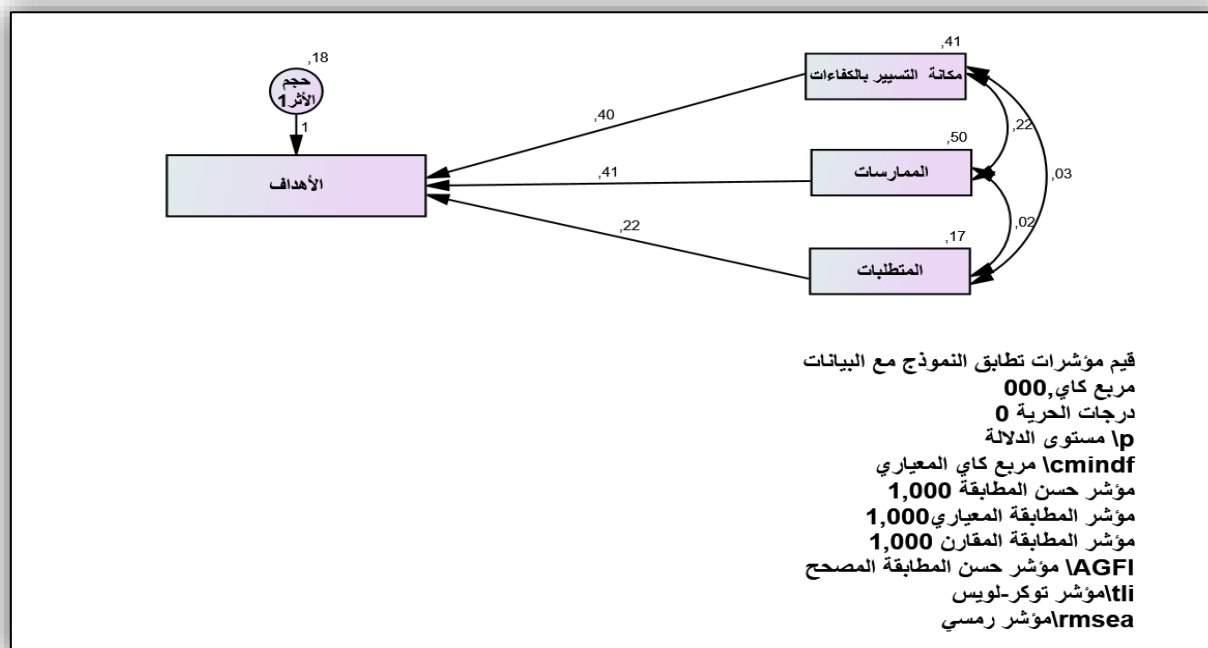 ,41
,18
مكانة التسيير بالكفاءات
حجم
الأثر1
1
,40
,22
,50
الممارسات
,41
الأهداف
,03
,02
,22
,17
المتطلبات
قيم مؤشرات تطابق النموذج مع البيانات
مربع كاي,000
درجات الحرية 0
p\ مستوى الدلالة
cmindf\ مربع كاي المعياري
مؤشر حسن المطابقة 1,000
مؤشر المطابقة المعياري1,000
مؤشر المطابقة المقارن 1,000
AGFI\ مؤشر حسن المطابقة المصحح
tli\مؤشر توكر-لويس
rmsea\مؤشر رمسي